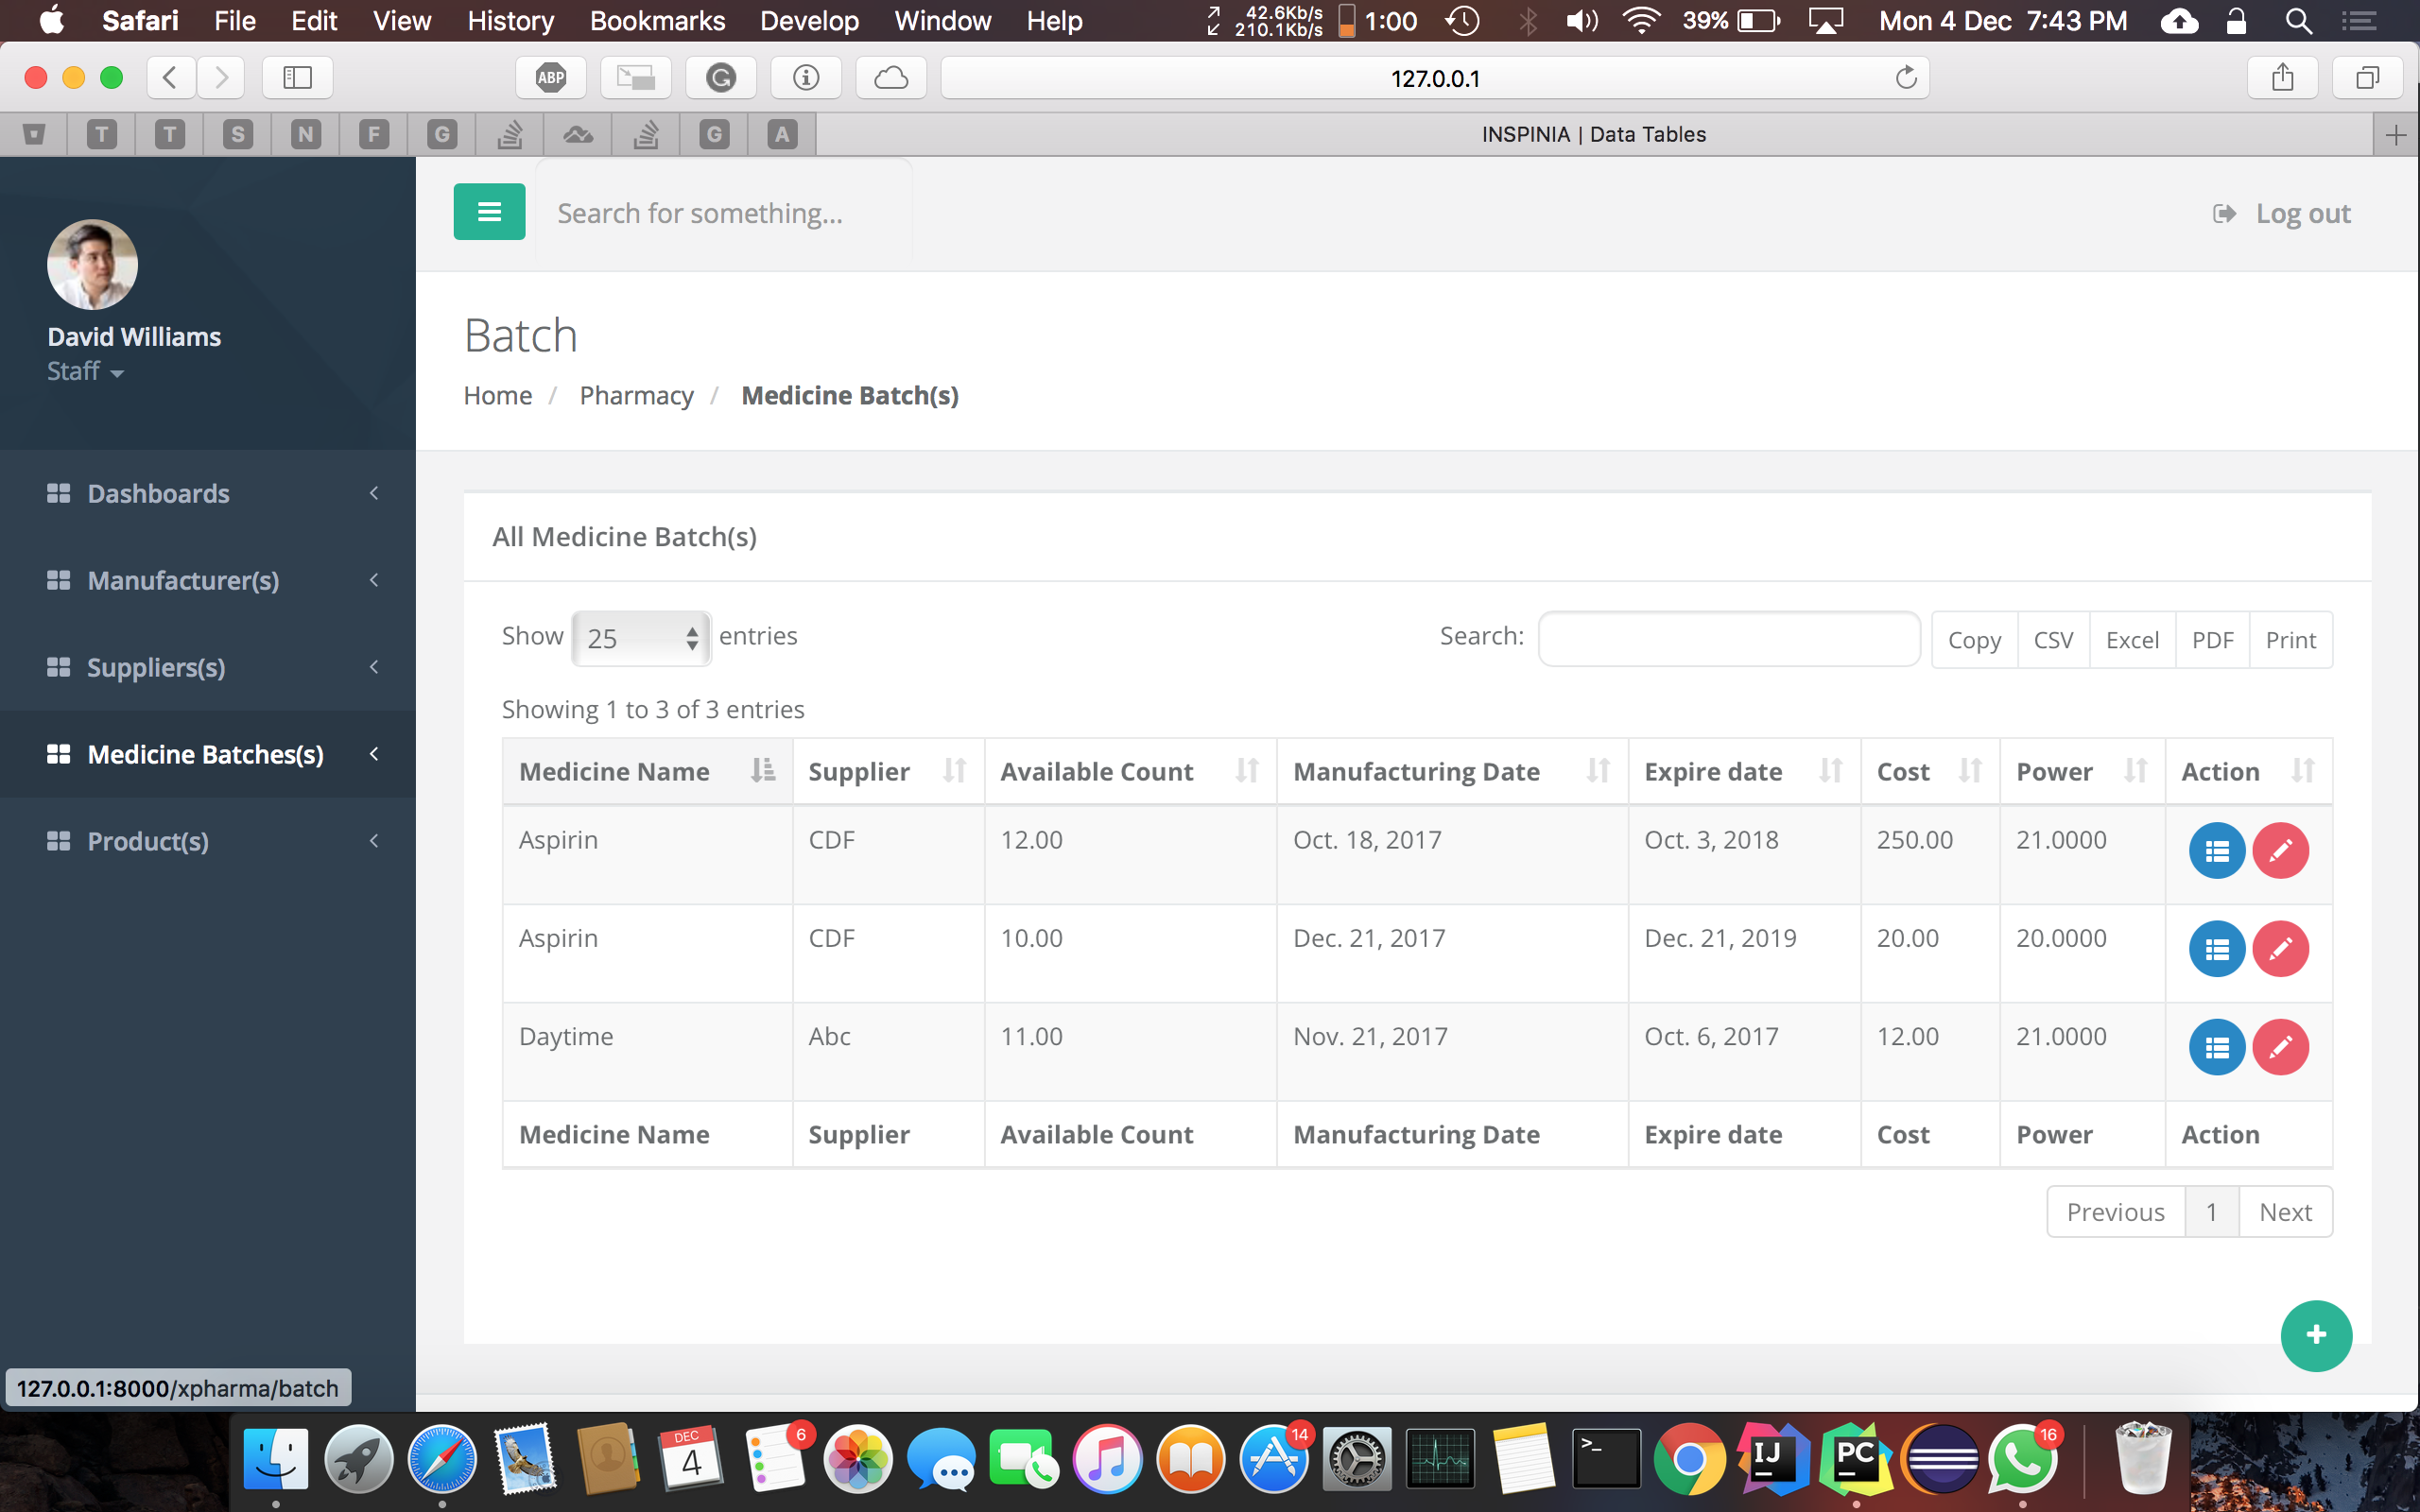 Safari File Edit View History Bookmarks Develop Window Help 42.6Kb/s 210.1Kb/s 1:00 39% Mon 4 Dec 7:43 PM
ABP 127.0.0.1
T T S N F G G A INSPINIA | Data Tables
Search for something... Log out
David Williams
Staff
Batch
Home / Pharmacy / Medicine Batch(s)
Dashboards
Manufacturer(s)
Suppliers(s)
Medicine Batches(s)
Product(s)
All Medicine Batch(s)
Show 25 entries Search: Copy CSV Excel PDF Print
Showing 1 to 3 of 3 entries
Medicine Name Supplier Available Count Manufacturing Date Expire date Cost Power Action
Aspirin CDF 12.00 Oct. 18, 2017 Oct. 3, 2018 250.00 21.0000
Aspirin CDF 10.00 Dec. 21, 2017 Dec. 21, 2019 20.00 20.0000
Daytime Abc 11.00 Nov. 21, 2017 Oct. 6, 2017 12.00 21.0000
Medicine Name Supplier Available Count Manufacturing Date Expire date Cost Power Action
Previous 1 Next
127.0.0.1:8000/xpharma/batch
DEC 4 6 14 >_ IJ PC 16